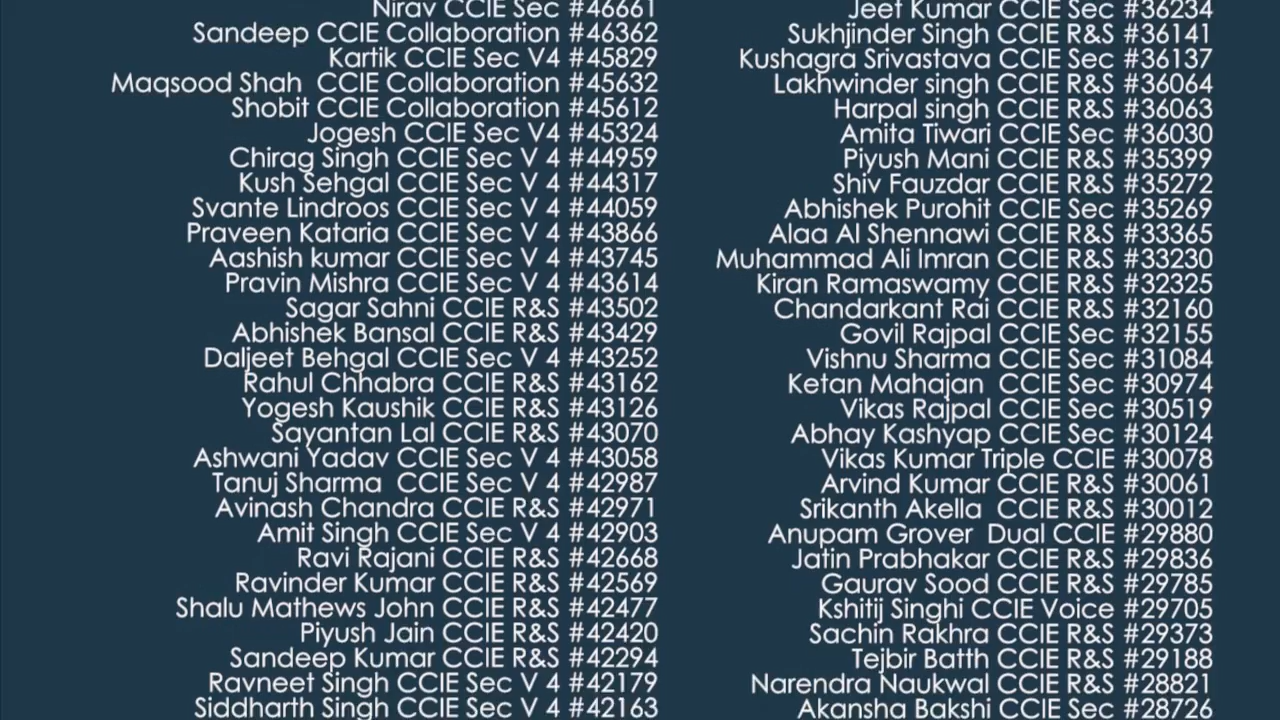 Nirav CCIE Sec #46661
Sandeep CCIE Collaboration #46362
Kartik CCIE Sec V4 #45829
Maqsood Shah CCIE Collaboration #45632
Shobit CCIE Collaboration #45612
Jogesh CCIE Sec V4 #45324
Chirag Singh CCIE Sec V 4 #44959
Kush Sehgal CCIE Sec V 4 #44317
Svante Lindroos CCIE Sec V 4 #44059
Praveen Kataria CCIE Sec V 4 #43866
Aashish kumar CCIE Sec V 4 #43745
Pravin Mishra CCIE Sec V 4 #43614
Sagar Sahni CCIE R&S #43502
Abhishek Bansal CCIE R&S #43429
Daljeet Behgal CCIE Sec V 4 #43252
Rahul Chhabra CCIE R&S #43162
Yogesh Kaushik CCIE R&S #43126
Sayantan Lal CCIE R&S #43070
Ashwani Yadav CCIE Sec V 4 #43058
Tanuj Sharma CCIE Sec V 4 #42987
Avinash Chandra CCIE R&S #42971
Amit Singh CCIE Sec V 4 #42903
Ravi Rajani CCIE R&S #42668
Ravinder Kumar CCIE R&S #42569
Shalu Mathews John CCIE R&S #42477
Piyush Jain CCIE R&S #42420
Sandeep Kumar CCIE R&S #42294
Ravneet Singh CCIE Sec V 4 #42179
Siddharth Singh CCIE Sec V 4 #42163
Jeet Kumar CCIE Sec #36234
Sukhjinder Singh CCIE R&S #36141
Kushagra Srivastava CCIE Sec #36137
Lakhwinder singh CCIE R&S #36064
Harpal singh CCIE R&S #36063
Amita Tiwari CCIE Sec #36030
Piyush Mani CCIE R&S #35399
Shiv Fauzdar CCIE R&S #35272
Abhishek Purohit CCIE Sec #35269
Alaa Al Shennawi CCIE R&S #33365
Muhammad Ali Imran CCIE R&S #33230
Kiran Ramaswamy CCIE R&S #32325
Chandarkant Rai CCIE R&S #32160
Govil Rajpal CCIE Sec #32155
Vishnu Sharma CCIE Sec #31084
Ketan Mahajan CCIE Sec #30974
Vikas Rajpal CCIE Sec #30519
Abhay Kashyap CCIE Sec #30124
Vikas Kumar Triple CCIE #30078
Arvind Kumar CCIE R&S #30061
Srikanth Akella CCIE R&S #30012
Anupam Grover Dual CCIE #29880
Jatin Prabhakar CCIE R&S #29836
Gaurav Sood CCIE R&S #29785
Kshitij Singhi CCIE Voice #29705
Sachin Rakhra CCIE R&S #29373
Tejbir Batth CCIE R&S #29188
Narendra Naukwal CCIE R&S #28821
Akansha Bakshi CCIE Sec #28726